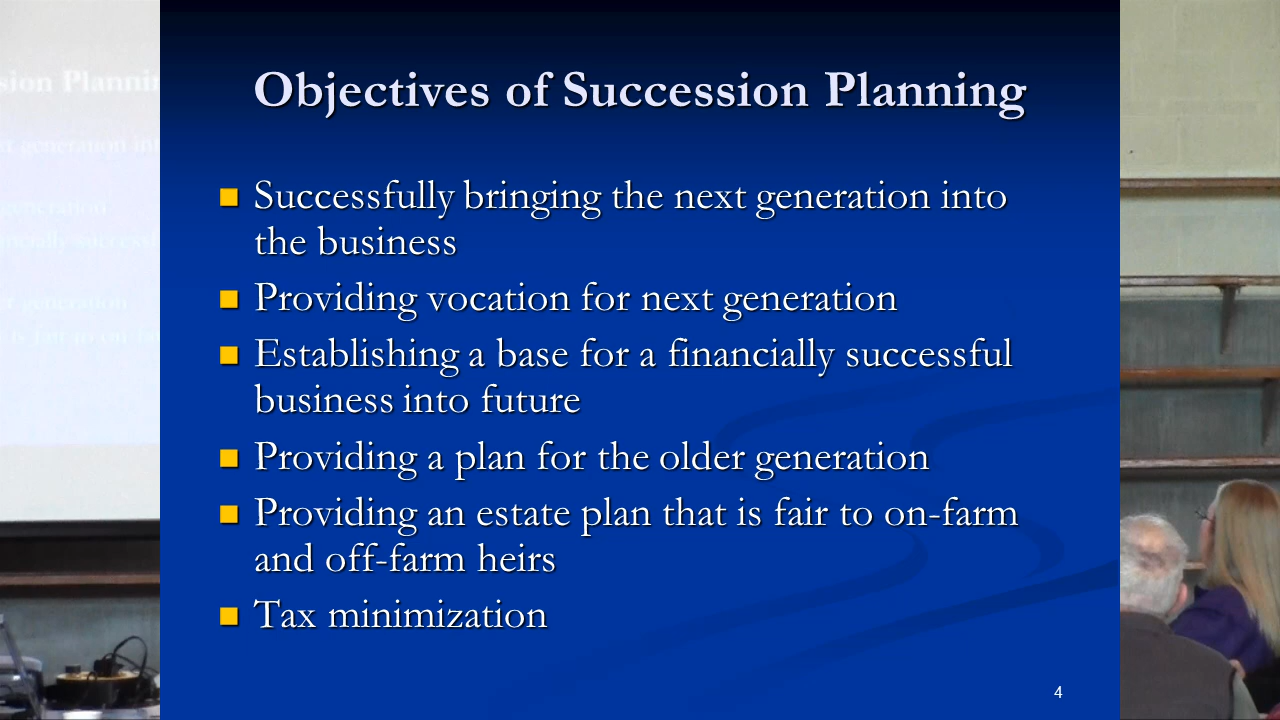 Objectives of Succession Planning
Successfully bringing the next generation into
the business
Providing vocation for next generation
Establishing a base for a financially successful
business into future
Providing a plan for the older generation
Providing an estate plan that is fair to on-farm
and off-farm heirs
Tax minimization
4